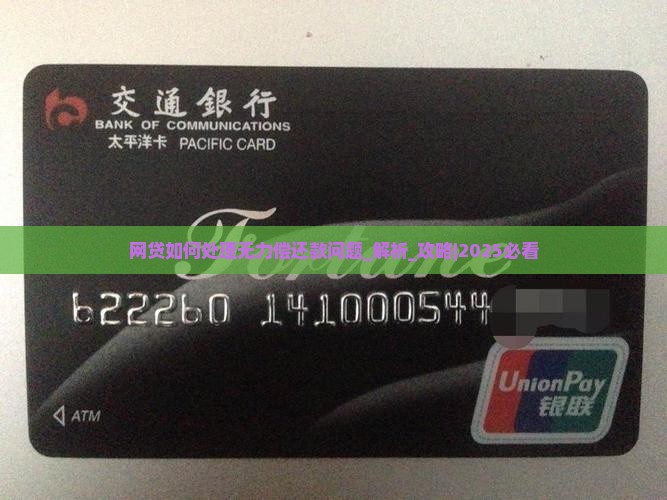 交通銀行
BANK OF COMMUNICATIONS
太平洋卡 PACIFIC CARD
Fortune
网贷如何处理无力偿还款问题_解析_攻略|2025必看
622260 141000544
UnionPay
银联
ATM